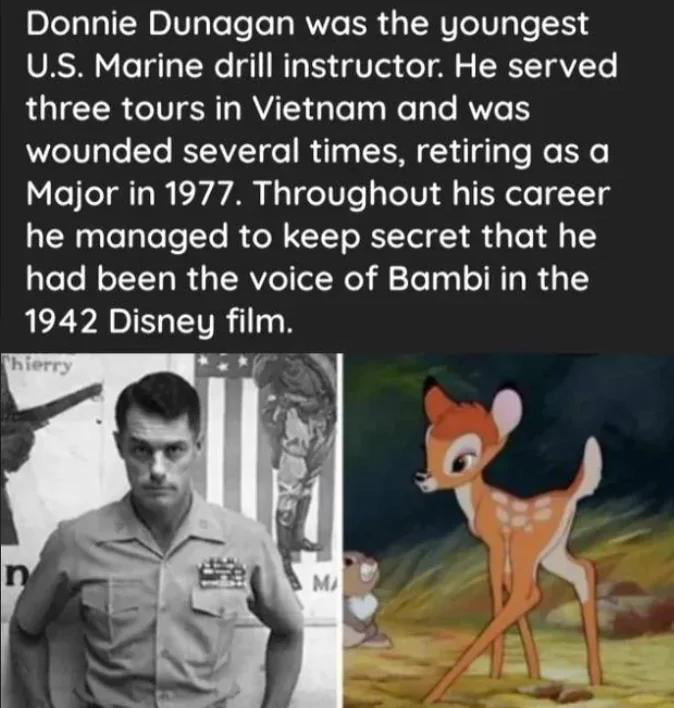 Donnie Dunagan was the youngest
U.S. Marine drill instructor. He served
three tours in Vietnam and was
wounded several times, retiring as a
Major in 1977. Throughout his career
he managed to keep secret that he
had been the voice of Bambi in the
1942 Disney film.
Thierry
n
MA